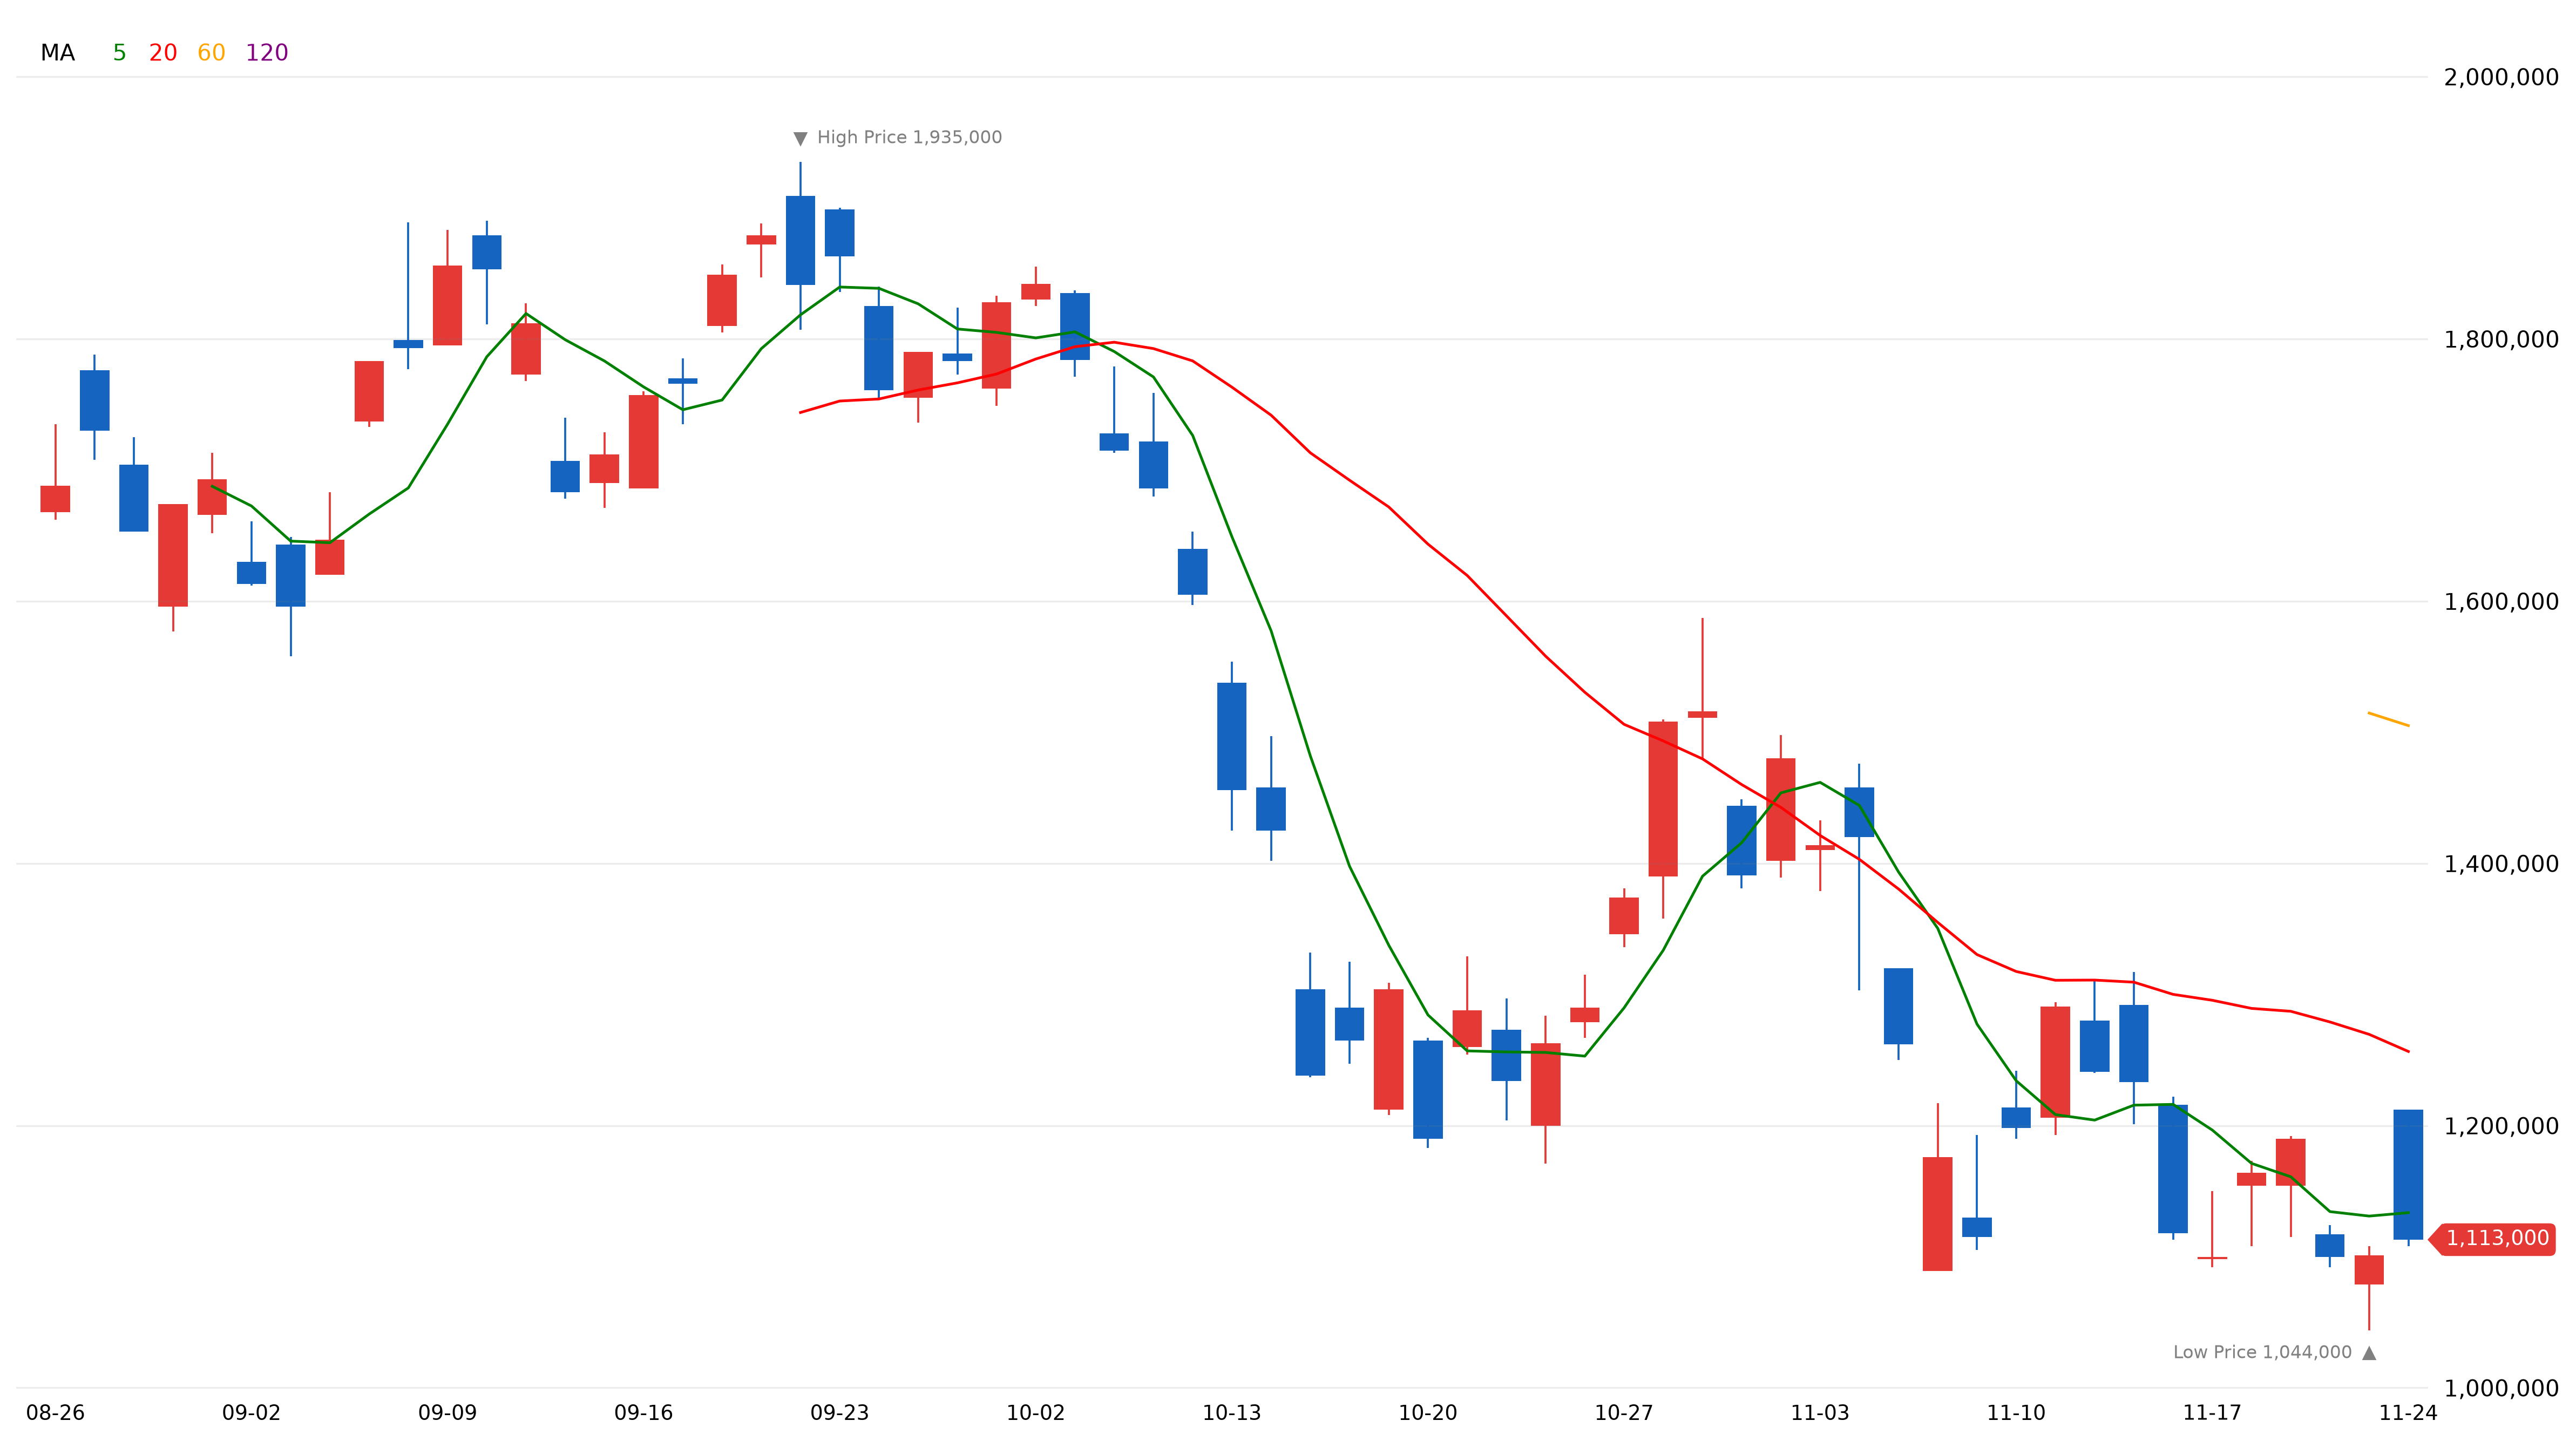 MA 5 20 60 120
2,000,000
▼ High Price 1,935,000
1,800,000
1,600,000
1,400,000
1,200,000
1,113,000
Low Price 1,044,000 ▲
1,000,000
08-26 09-02 09-09 09-16 09-23 10-02 10-13 10-20 10-27 11-03 11-10 11-17 11-24